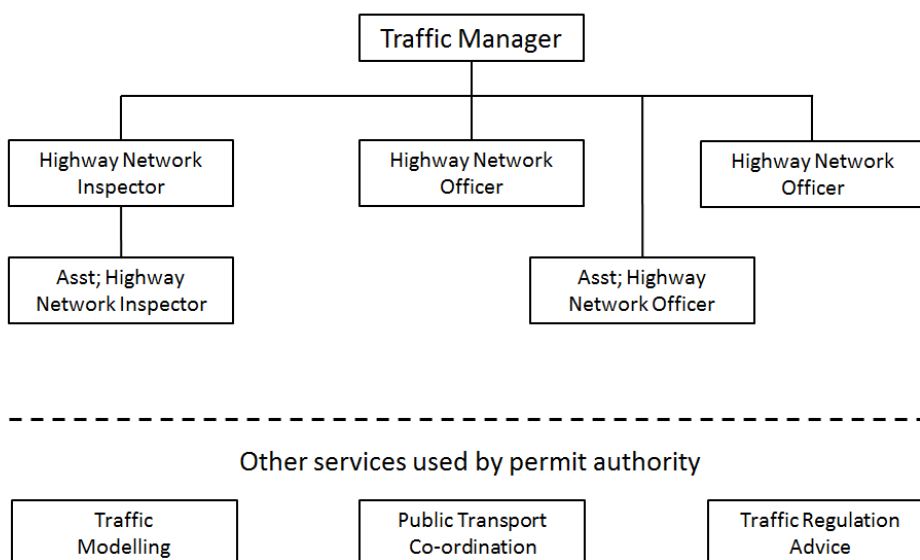 Traffic Manager
Highway Network
Inspector
Highway Network
Officer
Highway Network
Officer
Asst; Highway
Network Inspector
Asst; Highway
Network Officer
Other services used by permit authority
Traffic
Modelling
Public Transport
Co-ordination
Traffic Regulation
Advice